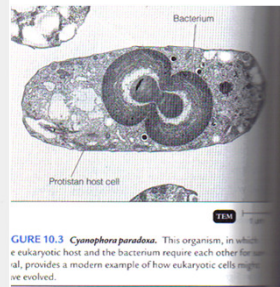 Bacterium
Protistan host cell
TEM
GURE 10.3 Cyanophora paradoxa. This organism, in which
e eukaryotic host and the bacterium require each other for
al, provides a modern example of how eukaryotic cells
ve evolved.